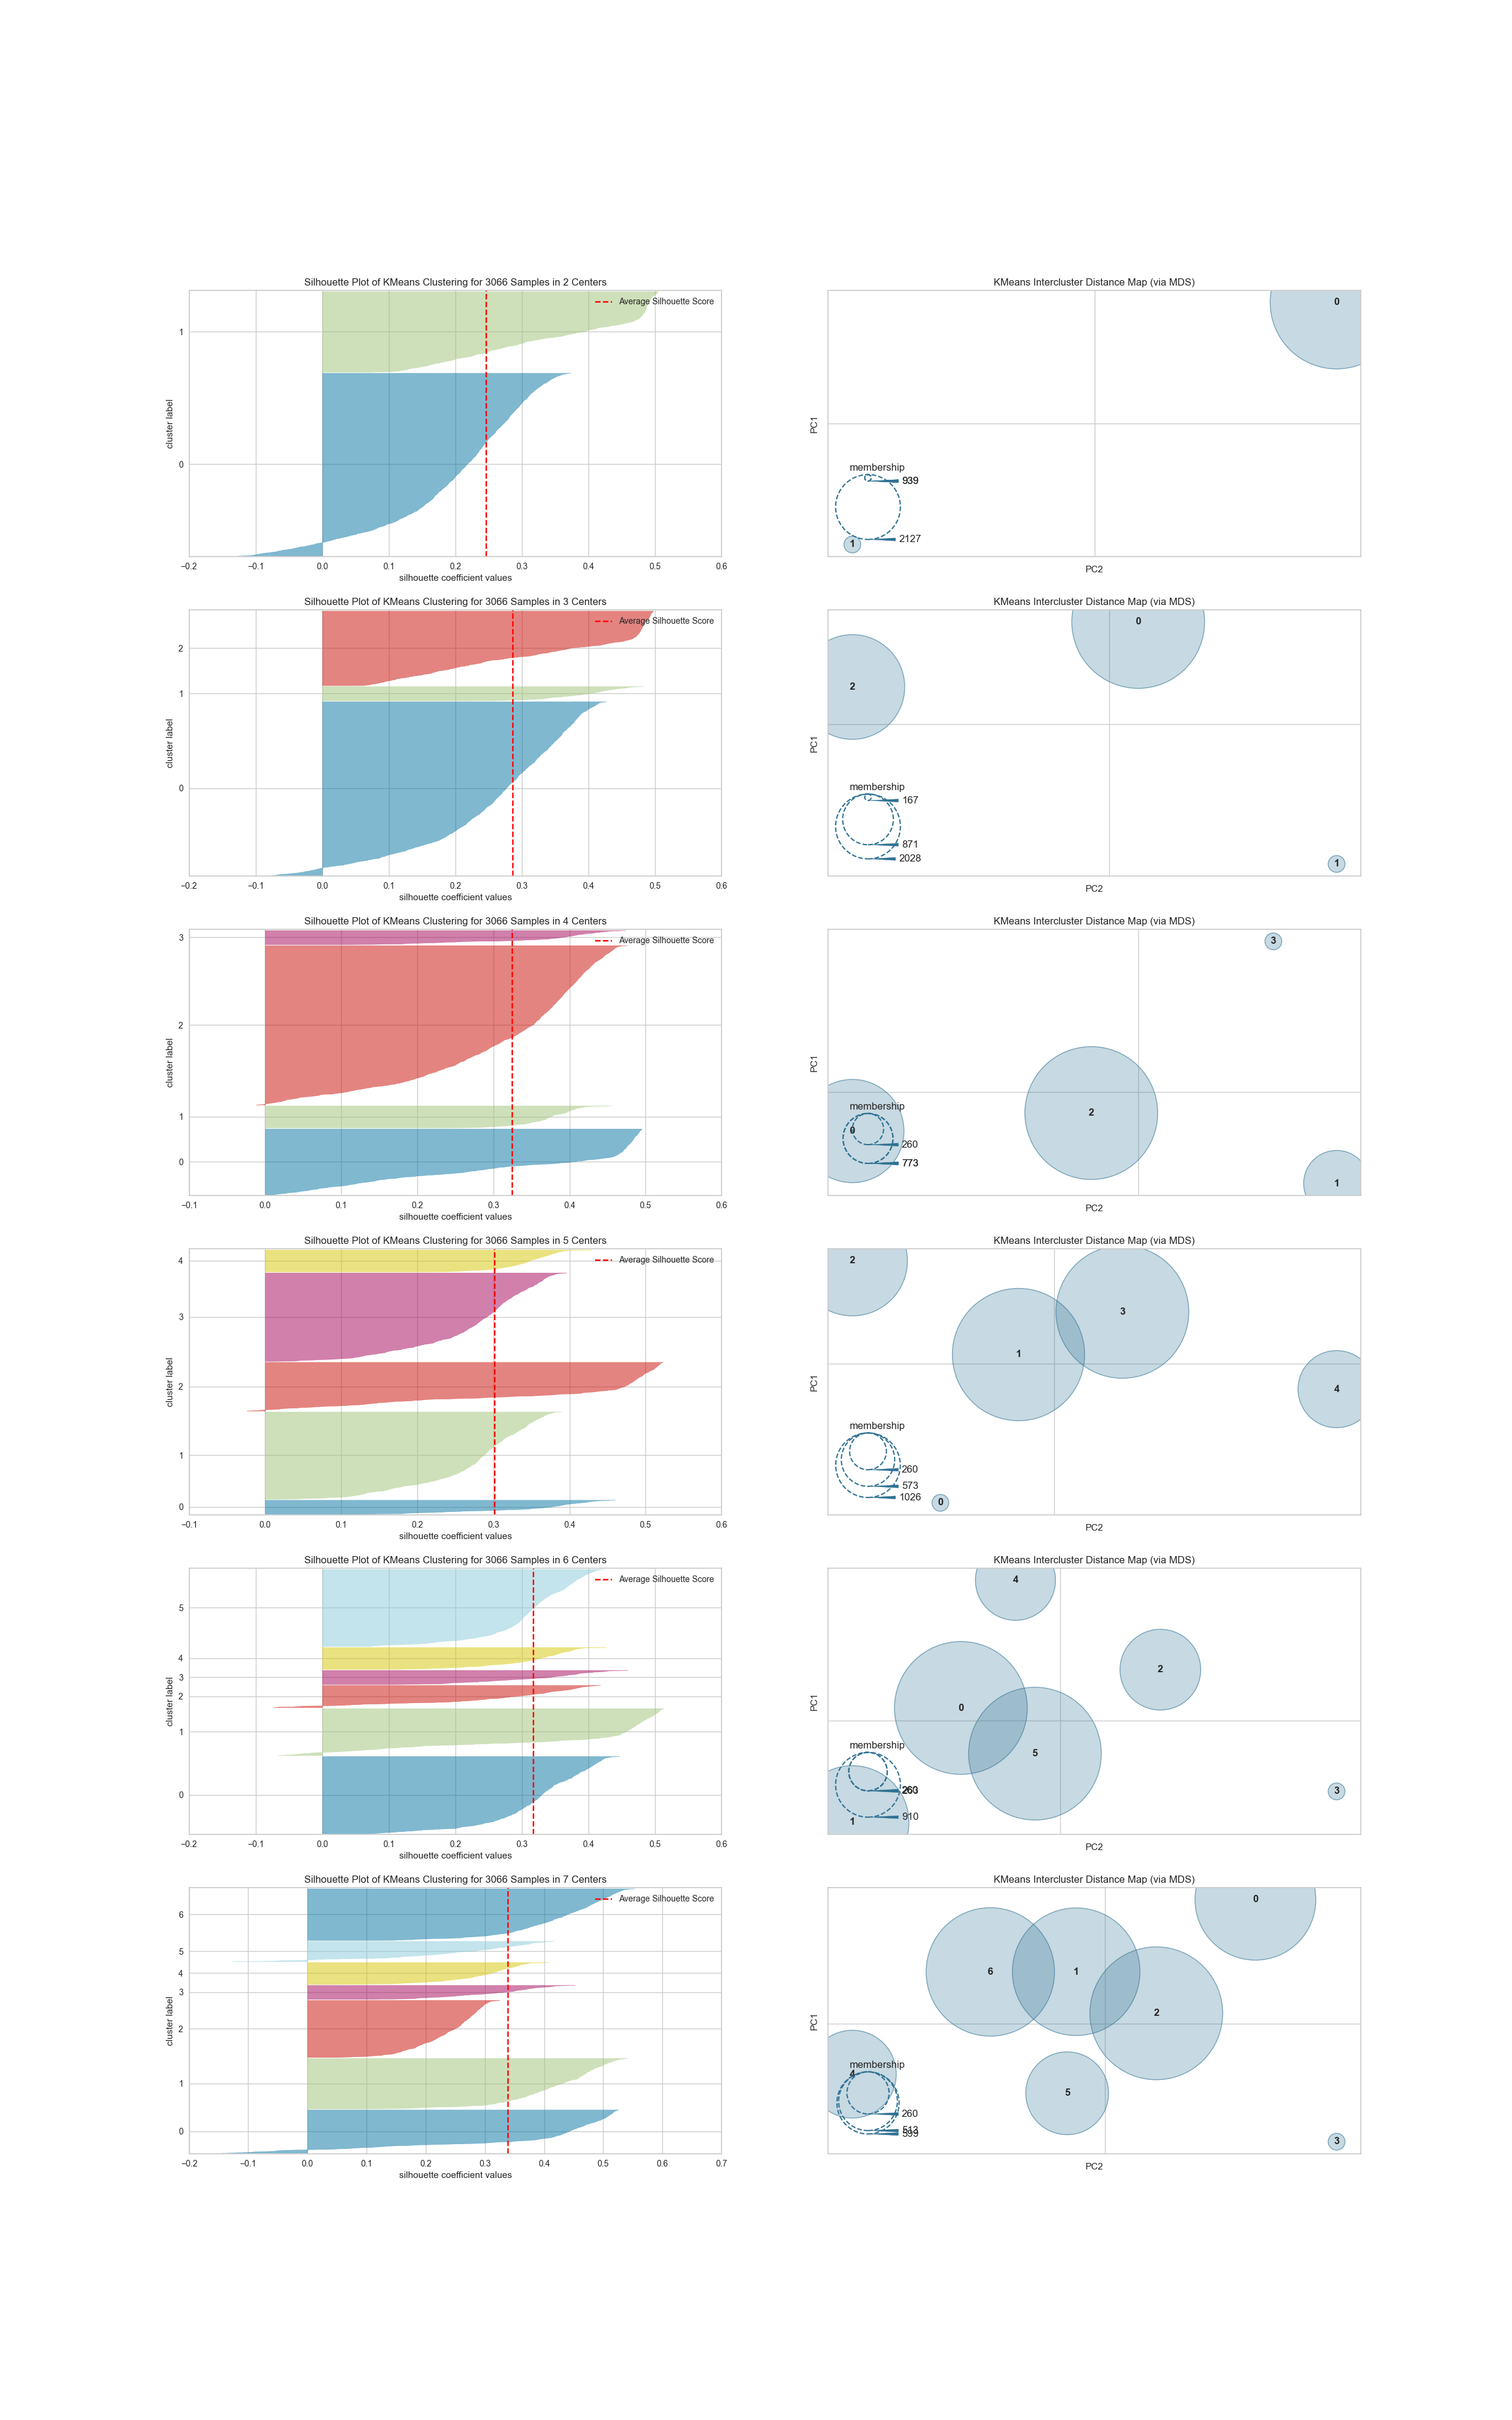 Silhouette Plot of KMeans Clustering for 3066 Samples in 2 Centers
Average Silhouette Score
1
0
cluster label
−0.2 −0.1 0.0 0.1 0.2 0.3 0.4 0.5 0.6
silhouette coefficient values
KMeans Intercluster Distance Map (via MDS)
0
PC1
membership
939
2127
1
PC2
Silhouette Plot of KMeans Clustering for 3066 Samples in 3 Centers
Average Silhouette Score
2
1
0
cluster label
−0.2 −0.1 0.0 0.1 0.2 0.3 0.4 0.5 0.6
silhouette coefficient values
KMeans Intercluster Distance Map (via MDS)
0
2
PC1
membership
167
871
2028
1
PC2
Silhouette Plot of KMeans Clustering for 3066 Samples in 4 Centers
Average Silhouette Score
3
2
1
0
cluster label
−0.1 0.0 0.1 0.2 0.3 0.4 0.5 0.6
silhouette coefficient values
KMeans Intercluster Distance Map (via MDS)
3
PC1
membership
2
0
260
773
1
PC2
Silhouette Plot of KMeans Clustering for 3066 Samples in 5 Centers
Average Silhouette Score
4
3
2
1
0
cluster label
−0.1 0.0 0.1 0.2 0.3 0.4 0.5 0.6
silhouette coefficient values
KMeans Intercluster Distance Map (via MDS)
2
3
1
4
PC1
membership
260
573
1026
0
PC2
Silhouette Plot of KMeans Clustering for 3066 Samples in 6 Centers
Average Silhouette Score
5
4
3
2
1
0
cluster label
−0.2 −0.1 0.0 0.1 0.2 0.3 0.4 0.5 0.6
silhouette coefficient values
KMeans Intercluster Distance Map (via MDS)
4
2
0
PC1
membership
5
3
910
1
PC2
Silhouette Plot of KMeans Clustering for 3066 Samples in 7 Centers
Average Silhouette Score
6
5
4
3
2
1
0
cluster label
−0.2 −0.1 0.0 0.1 0.2 0.3 0.4 0.5 0.6 0.7
silhouette coefficient values
KMeans Intercluster Distance Map (via MDS)
0
6
1
2
PC1
membership
4
5
260
3
PC2